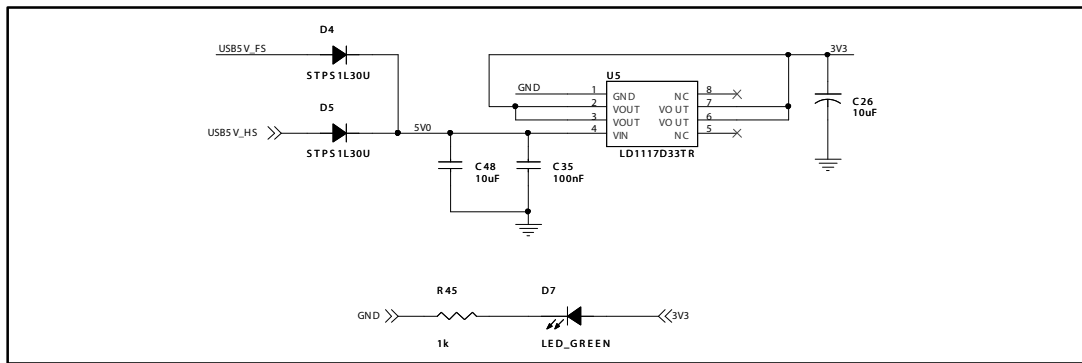 D4
USB5V_FS
STPS1L30U
D5
USB5V_HS
STPS1L30U
5V0
C48
10uF
C35
100nF
U5
GND
1
GND
NC
8
2
VOUT
VOUT
7
3
VOUT
VOUT
6
4
VIN
NC
5
LD1117D33TR
3V3
C26
10uF
R45
D7
GND
3V3
1k
LED_GREEN